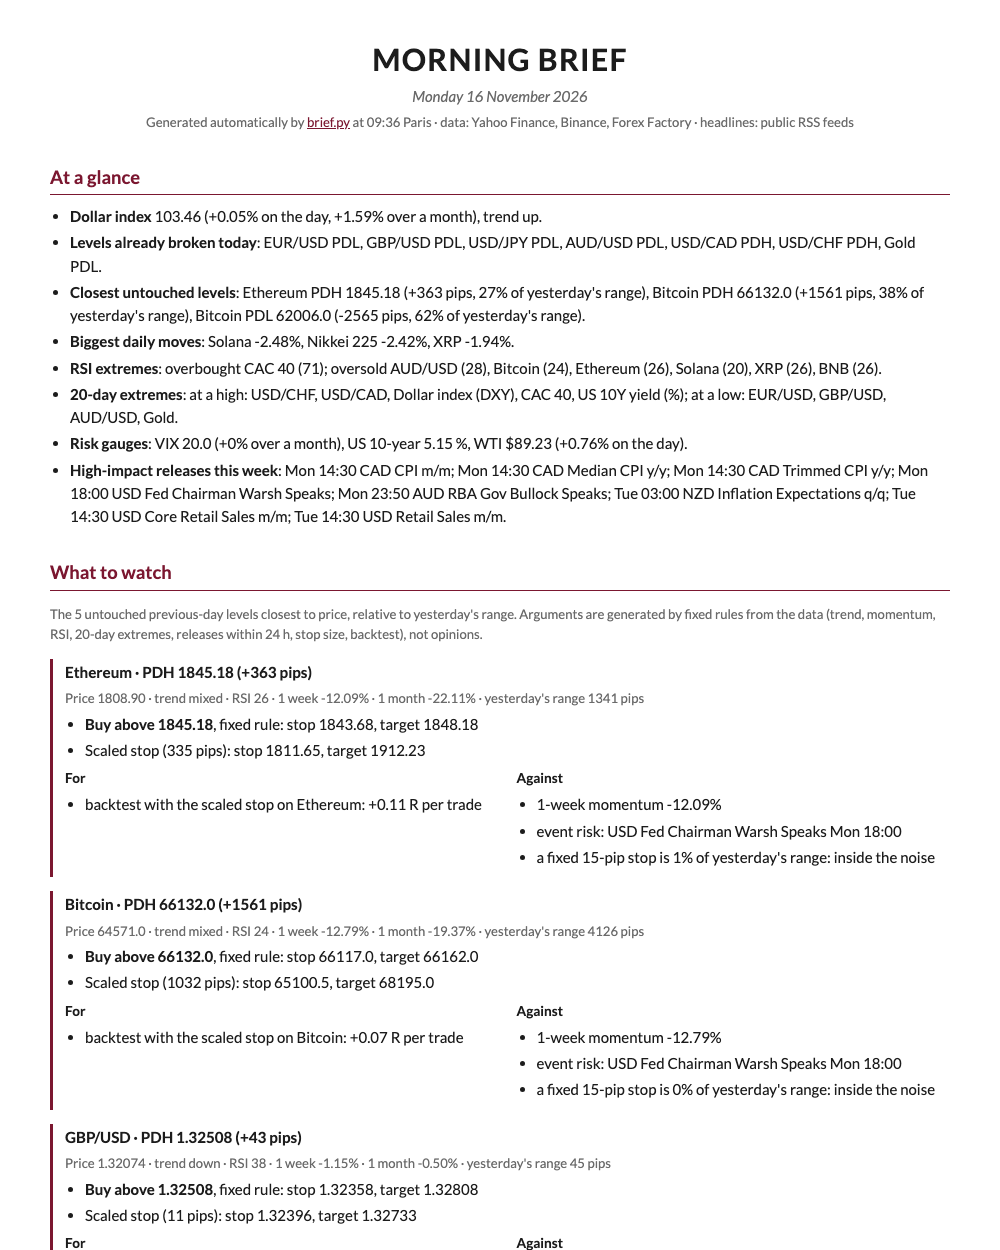 MORNING BRIEF
Monday 16 November 2026
Generated automatically by brief.py at 09:36 Paris · data: Yahoo Finance, Binance, Forex Factory · headlines: public RSS feeds
At a glance
• Dollar index 103.46 (+0.05% on the day, +1.59% over a month), trend up.
• Levels already broken today: EUR/USD PDL, GBP/USD PDL, USD/JPY PDL, AUD/USD PDL, USD/CAD PDH, USD/CHF PDH, Gold
PDL.
• Closest untouched levels: Ethereum PDH 1845.18 (+363 pips, 27% of yesterday's range), Bitcoin PDH 66132.0 (+1561 pips, 38% of
yesterday's range), Bitcoin PDL 62006.0 (-2565 pips, 62% of yesterday's range).
• Biggest daily moves: Solana -2.48%, Nikkei 225 -2.42%, XRP -1.94%.
• RSI extremes: overbought CAC 40 (71); oversold AUD/USD (28), Bitcoin (24), Ethereum (26), Solana (20), XRP (26), BNB (26).
• 20-day extremes: at a high: USD/CHF, USD/CAD, Dollar index (DXY), CAC 40, US 10Y yield (%); at a low: EUR/USD, GBP/USD,
AUD/USD, Gold.
• Risk gauges: VIX 20.0 (+0% over a month), US 10-year 5.15 %, WTI $89.23 (+0.76% on the day).
• High-impact releases this week: Mon 14:30 CAD CPI m/m; Mon 14:30 CAD Median CPI y/y; Mon 14:30 CAD Trimmed CPI y/y; Mon
18:00 USD Fed Chairman Warsh Speaks; Mon 23:50 AUD RBA Gov Bullock Speaks; Tue 03:00 NZD Inflation Expectations q/q; Tue
14:30 USD Core Retail Sales m/m; Tue 14:30 USD Retail Sales m/m.
What to watch
The 5 untouched previous-day levels closest to price, relative to yesterday's range. Arguments are generated by fixed rules from the data (trend, momentum,
RSI, 20-day extremes, releases within 24 h, stop size, backtest), not opinions.
Ethereum · PDH 1845.18 (+363 pips)
Price 1808.90 · trend mixed · RSI 26 · 1 week -12.09% · 1 month -22.11% · yesterday's range 1341 pips
• Buy above 1845.18, fixed rule: stop 1843.68, target 1848.18
• Scaled stop (335 pips): stop 1811.65, target 1912.23
For
• backtest with the scaled stop on Ethereum: +0.11 R per trade
Against
• 1-week momentum -12.09%
• event risk: USD Fed Chairman Warsh Speaks Mon 18:00
• a fixed 15-pip stop is 1% of yesterday's range: inside the noise
Bitcoin · PDH 66132.0 (+1561 pips)
Price 64571.0 · trend mixed · RSI 24 · 1 week -12.79% · 1 month -19.37% · yesterday's range 4126 pips
• Buy above 66132.0, fixed rule: stop 66117.0, target 66162.0
• Scaled stop (1032 pips): stop 65100.5, target 68195.0
For
• backtest with the scaled stop on Bitcoin: +0.07 R per trade
Against
• 1-week momentum -12.79%
• event risk: USD Fed Chairman Warsh Speaks Mon 18:00
• a fixed 15-pip stop is 0% of yesterday's range: inside the noise
GBP/USD · PDH 1.32508 (+43 pips)
Price 1.32074 · trend down · RSI 38 · 1 week -1.15% · 1 month -0.50% · yesterday's range 45 pips
• Buy above 1.32508, fixed rule: stop 1.32358, target 1.32808
• Scaled stop (11 pips): stop 1.32396, target 1.32733
For
Against